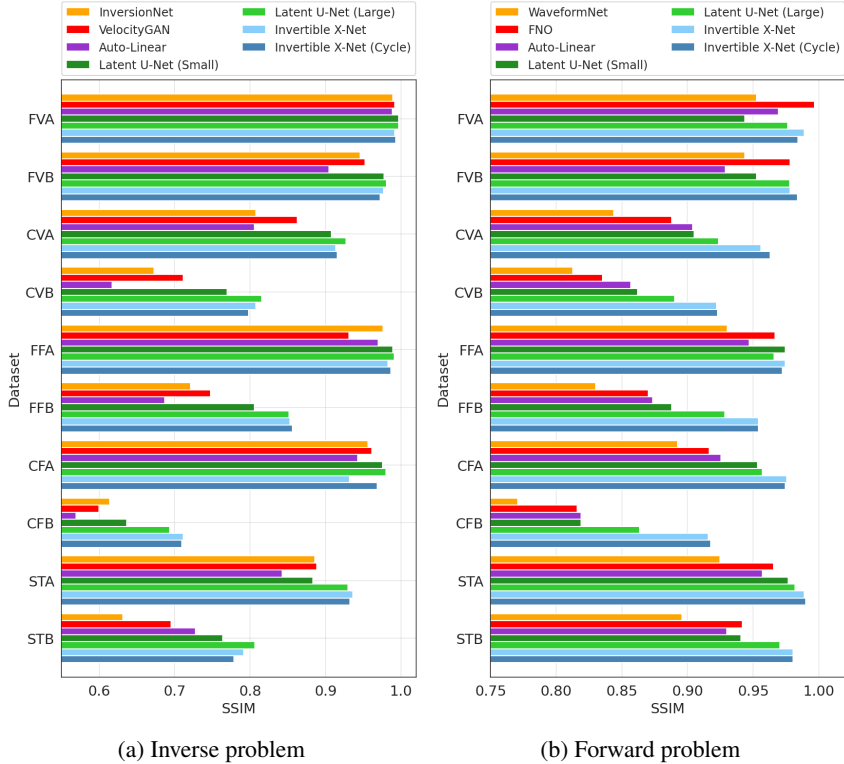 InversionNet
VelocityGAN
Auto-Linear
Latent U-Net (Small)
Latent U-Net (Large)
Invertible X-Net
Invertible X-Net (Cycle)
FVA
FVB
CVA
CVB
FFA
FFB
CFA
CFB
STA
STB
Dataset
0.6 0.7 0.8 0.9 1.0
SSIM
(a) Inverse problem
WaveformNet
FNO
Auto-Linear
Latent U-Net (Small)
Latent U-Net (Large)
Invertible X-Net
Invertible X-Net (Cycle)
FVA
FVB
CVA
CVB
FFA
FFB
CFA
CFB
STA
STB
Dataset
0.75 0.80 0.85 0.90 0.95 1.00
SSIM
(b) Forward problem